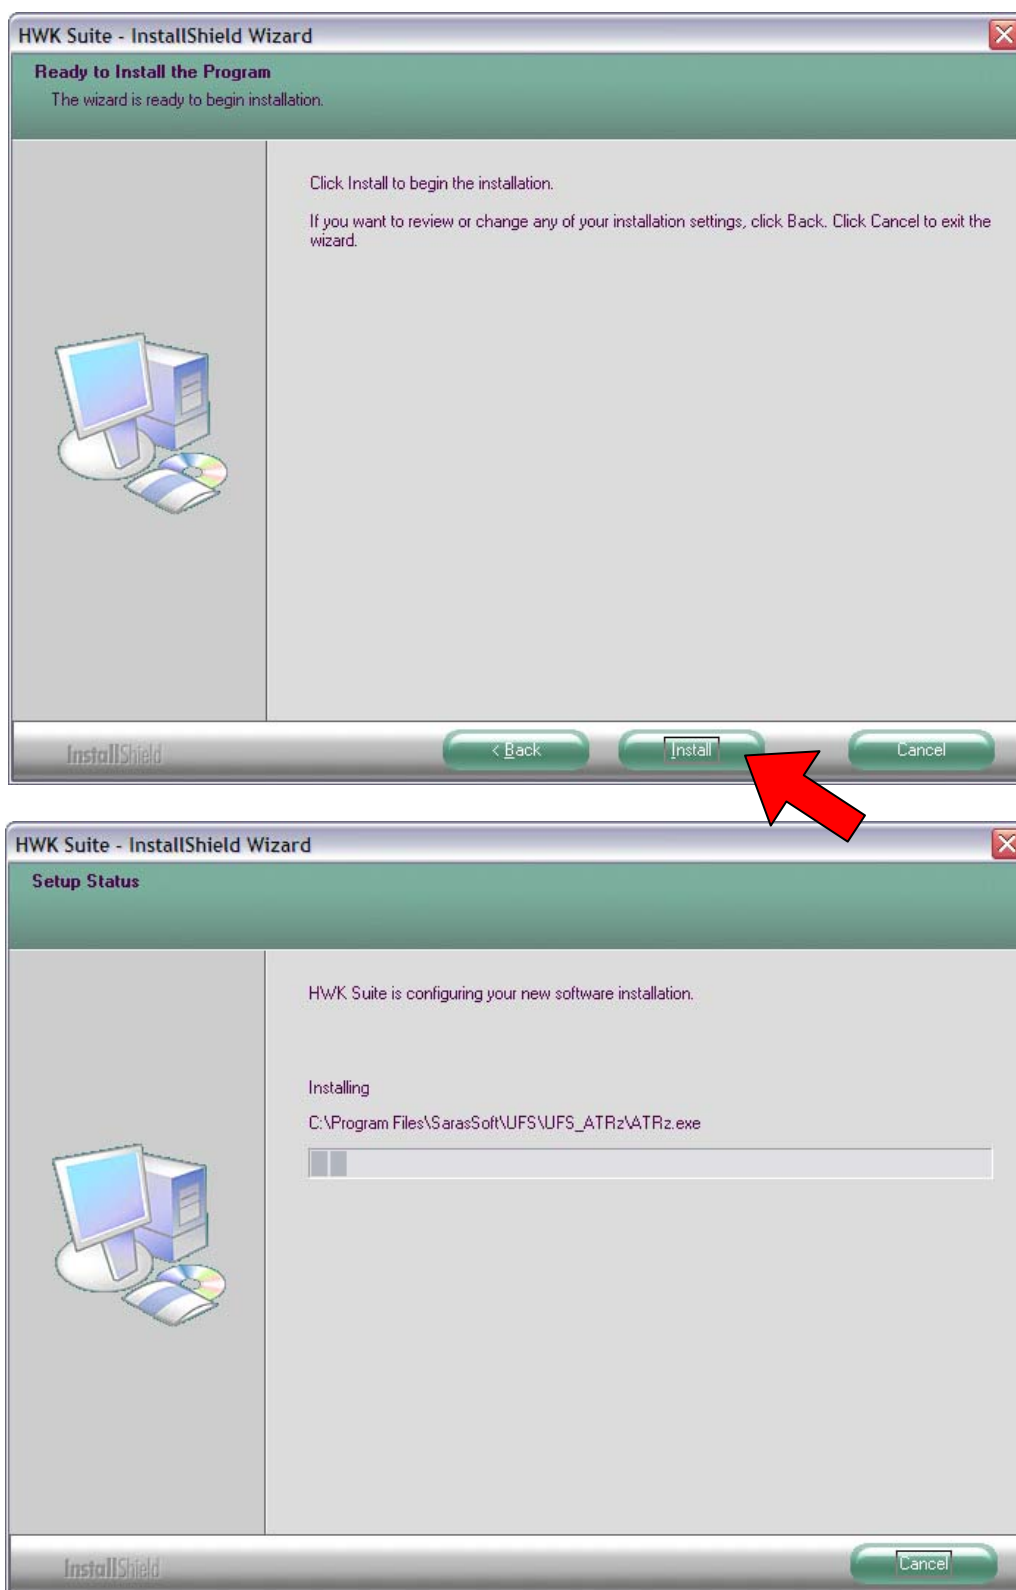 HWK Suite - InstallShield Wizard
Ready to Install the Program
The wizard is ready to begin installation.
Click Install to begin the installation.
If you want to review or change any of your installation settings, click Back. Click Cancel to exit the
wizard.
InstallShield
< Back
Install
Cancel
HWK Suite - InstallShield Wizard
Setup Status
HWK Suite is configuring your new software installation.
Installing
C:\Program Files\SarasSoft\UFS\UFS_ATRz\ATRz.exe
InstallShield
Cancel